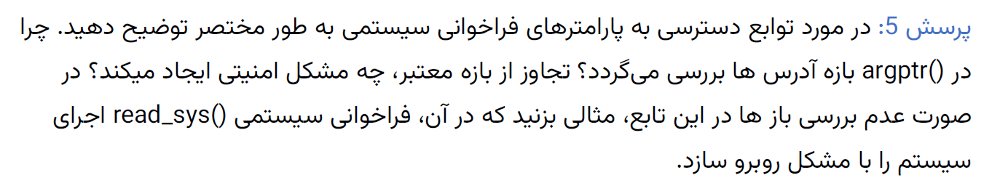 پرسش 5: در مورد توابع دسترسی به پارامترهای فراخوانی سیستمی به طور مختصر توضیح دهید. چرا
در argptr() بازه آدرس ها بررسی می‌گردد؟ تجاوز از بازه معتبر، چه مشکل امنیتی ایجاد میکند؟ در
صورت عدم بررسی باز ها در این تابع، مثالی بزنید که در آن، فراخوانی سیستمی read_sys() اجرای
سیستم را با مشکل روبرو سازد.